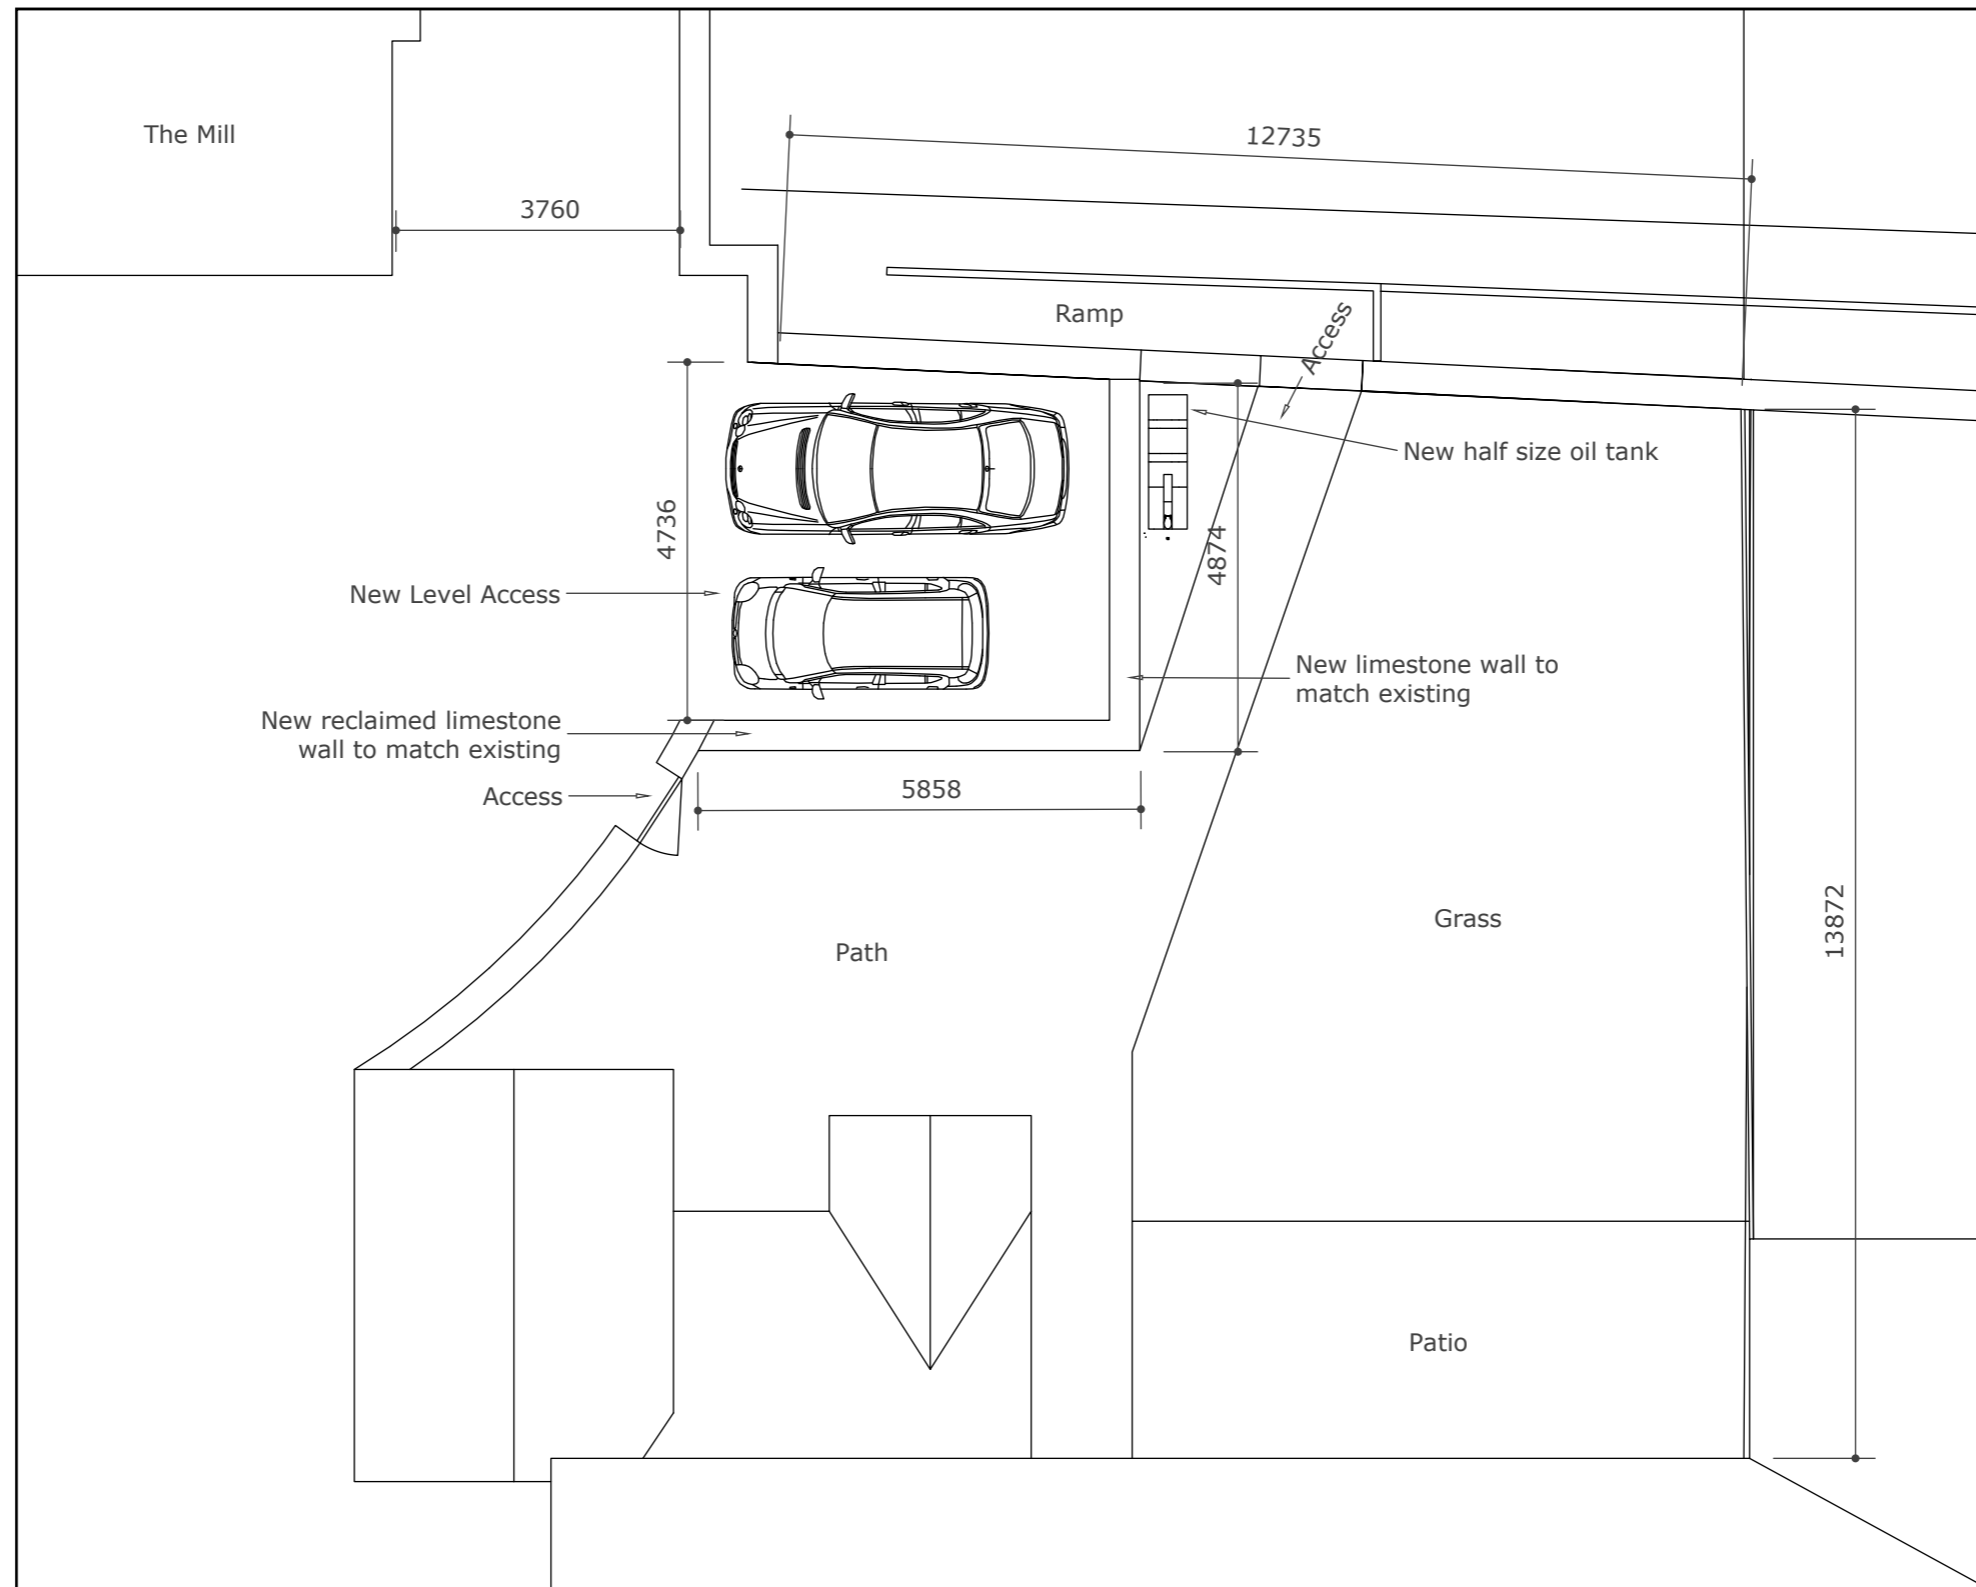 12735
The Mill
3760
Ramp
Access
New half size oil tank
4736
4874
New Level Access
New limestone wall to
match existing
New reclaimed limestone
wall to match existing
Access
5858
Path
Grass
13872
Patio